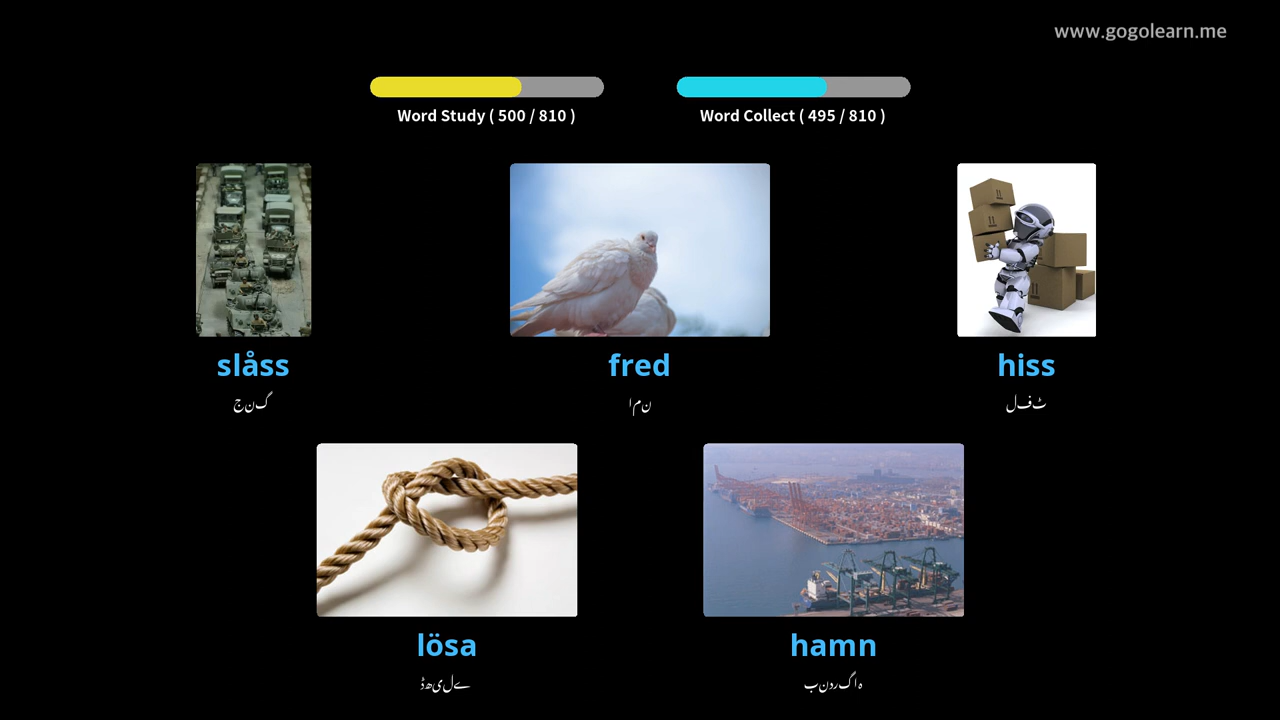 www.gogolearn.me
Word Study ( 500 / 810 )
Word Collect ( 495 / 810 )
slåss
fred
hiss
جنگ
امن
لفٹ
lösa
hamn
ڈھیلے
بندرگاہ